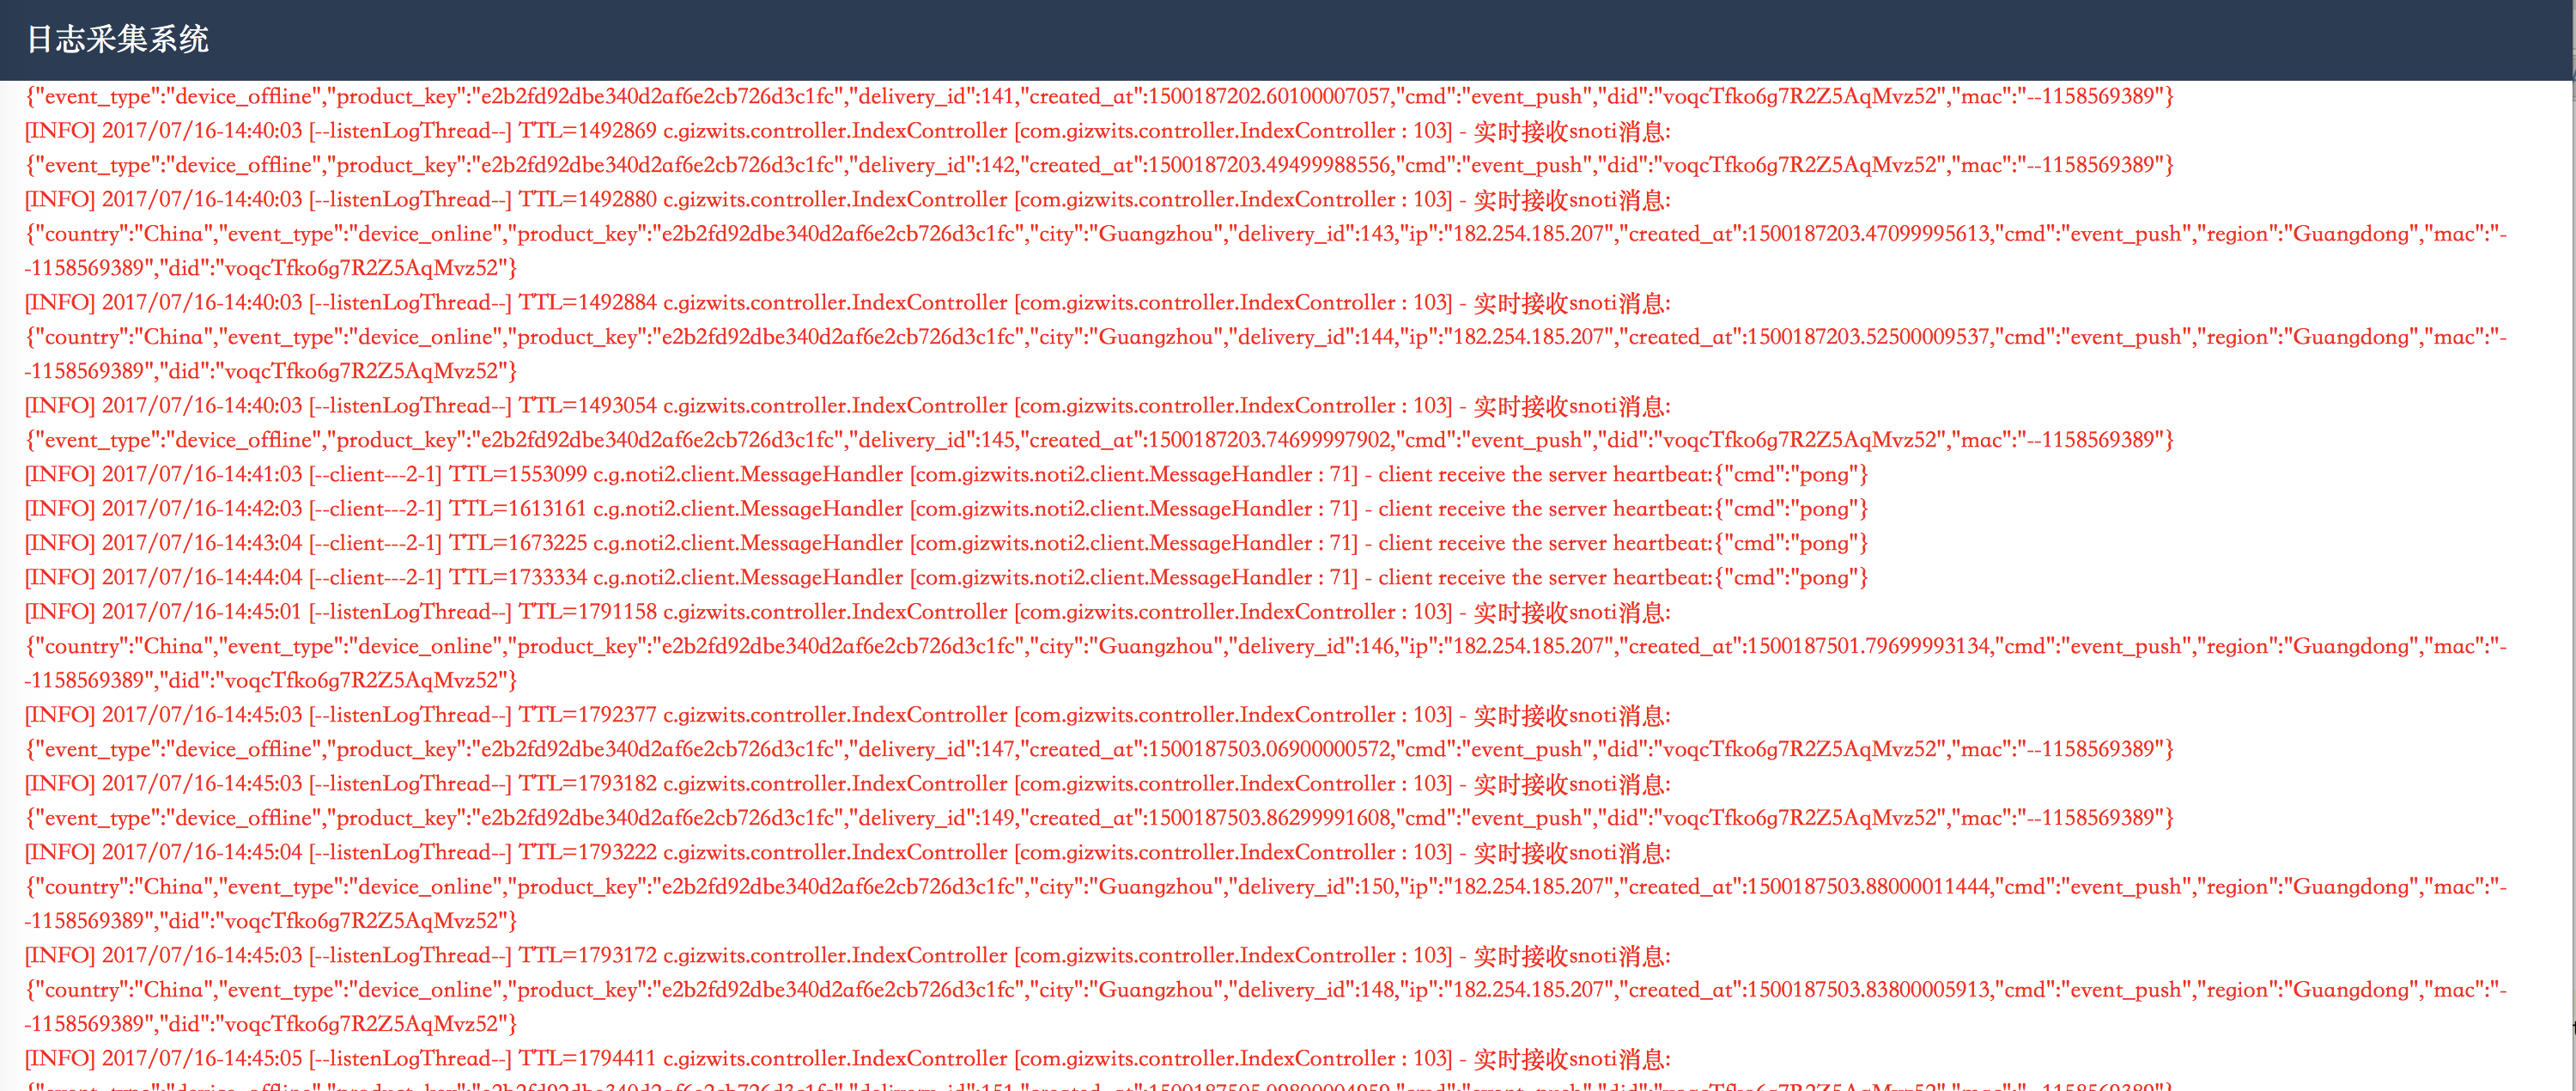 日志采集系统
{"event_type":"device_offline","product_key":"e2b2fd92dbe340d2af6e2cb726d3c1fc","delivery_id":141,"created_at":1500187202.60100007057,"cmd":"event_push","did":"voqcTfko6g7R2Z5AqMvz52","mac":"--1158569389"}
[INFO] 2017/07/16-14:40:03 [--listenLogThread--] TTL=1492869 c.gizwits.controller.IndexController [com.gizwits.controller.IndexController : 103] - 实时接收snoti消息:
{"event_type":"device_offline","product_key":"e2b2fd92dbe340d2af6e2cb726d3c1fc","delivery_id":142,"created_at":1500187203.49499988556,"cmd":"event_push","did":"voqcTfko6g7R2Z5AqMvz52","mac":"--1158569389"}
[INFO] 2017/07/16-14:40:03 [--listenLogThread--] TTL=1492880 c.gizwits.controller.IndexController [com.gizwits.controller.IndexController : 103] - 实时接收snoti消息:
{"country":"China","event_type":"device_online","product_key":"e2b2fd92dbe340d2af6e2cb726d3c1fc","city":"Guangzhou","delivery_id":143,"ip":"182.254.185.207","created_at":1500187203.47099995613,"cmd":"event_push","region":"Guangdong","mac":"-
-1158569389","did":"voqcTfko6g7R2Z5AqMvz52"}
[INFO] 2017/07/16-14:40:03 [--listenLogThread--] TTL=1492884 c.gizwits.controller.IndexController [com.gizwits.controller.IndexController : 103] - 实时接收snoti消息:
{"country":"China","event_type":"device_online","product_key":"e2b2fd92dbe340d2af6e2cb726d3c1fc","city":"Guangzhou","delivery_id":144,"ip":"182.254.185.207","created_at":1500187203.52500009537,"cmd":"event_push","region":"Guangdong","mac":"-
-1158569389","did":"voqcTfko6g7R2Z5AqMvz52"}
[INFO] 2017/07/16-14:40:03 [--listenLogThread--] TTL=1493054 c.gizwits.controller.IndexController [com.gizwits.controller.IndexController : 103] - 实时接收snoti消息:
{"event_type":"device_offline","product_key":"e2b2fd92dbe340d2af6e2cb726d3c1fc","delivery_id":145,"created_at":1500187203.74699997902,"cmd":"event_push","did":"voqcTfko6g7R2Z5AqMvz52","mac":"--1158569389"}
[INFO] 2017/07/16-14:41:03 [--client---2-1] TTL=1553099 c.g.noti2.client.MessageHandler [com.gizwits.noti2.client.MessageHandler : 71] - client receive the server heartbeat:{"cmd":"pong"}
[INFO] 2017/07/16-14:42:03 [--client---2-1] TTL=1613161 c.g.noti2.client.MessageHandler [com.gizwits.noti2.client.MessageHandler : 71] - client receive the server heartbeat:{"cmd":"pong"}
[INFO] 2017/07/16-14:43:04 [--client---2-1] TTL=1673225 c.g.noti2.client.MessageHandler [com.gizwits.noti2.client.MessageHandler : 71] - client receive the server heartbeat:{"cmd":"pong"}
[INFO] 2017/07/16-14:44:04 [--client---2-1] TTL=1733334 c.g.noti2.client.MessageHandler [com.gizwits.noti2.client.MessageHandler : 71] - client receive the server heartbeat:{"cmd":"pong"}
[INFO] 2017/07/16-14:45:01 [--listenLogThread--] TTL=1791158 c.gizwits.controller.IndexController [com.gizwits.controller.IndexController : 103] - 实时接收snoti消息:
{"country":"China","event_type":"device_online","product_key":"e2b2fd92dbe340d2af6e2cb726d3c1fc","city":"Guangzhou","delivery_id":146,"ip":"182.254.185.207","created_at":1500187501.79699993134,"cmd":"event_push","region":"Guangdong","mac":"-
-1158569389","did":"voqcTfko6g7R2Z5AqMvz52"}
[INFO] 2017/07/16-14:45:03 [--listenLogThread--] TTL=1792377 c.gizwits.controller.IndexController [com.gizwits.controller.IndexController : 103] - 实时接收snoti消息:
{"event_type":"device_offline","product_key":"e2b2fd92dbe340d2af6e2cb726d3c1fc","delivery_id":147,"created_at":1500187503.06900000572,"cmd":"event_push","did":"voqcTfko6g7R2Z5AqMvz52","mac":"--1158569389"}
[INFO] 2017/07/16-14:45:03 [--listenLogThread--] TTL=1793182 c.gizwits.controller.IndexController [com.gizwits.controller.IndexController : 103] - 实时接收snoti消息:
{"event_type":"device_offline","product_key":"e2b2fd92dbe340d2af6e2cb726d3c1fc","delivery_id":149,"created_at":1500187503.86299991608,"cmd":"event_push","did":"voqcTfko6g7R2Z5AqMvz52","mac":"--1158569389"}
[INFO] 2017/07/16-14:45:04 [--listenLogThread--] TTL=1793222 c.gizwits.controller.IndexController [com.gizwits.controller.IndexController : 103] - 实时接收snoti消息:
{"country":"China","event_type":"device_online","product_key":"e2b2fd92dbe340d2af6e2cb726d3c1fc","city":"Guangzhou","delivery_id":150,"ip":"182.254.185.207","created_at":1500187503.88000011444,"cmd":"event_push","region":"Guangdong","mac":"-
-1158569389","did":"voqcTfko6g7R2Z5AqMvz52"}
[INFO] 2017/07/16-14:45:03 [--listenLogThread--] TTL=1793172 c.gizwits.controller.IndexController [com.gizwits.controller.IndexController : 103] - 实时接收snoti消息:
{"country":"China","event_type":"device_online","product_key":"e2b2fd92dbe340d2af6e2cb726d3c1fc","city":"Guangzhou","delivery_id":148,"ip":"182.254.185.207","created_at":1500187503.83800005913,"cmd":"event_push","region":"Guangdong","mac":"-
-1158569389","did":"voqcTfko6g7R2Z5AqMvz52"}
[INFO] 2017/07/16-14:45:05 [--listenLogThread--] TTL=1794411 c.gizwits.controller.IndexController [com.gizwits.controller.IndexController : 103] - 实时接收snoti消息: